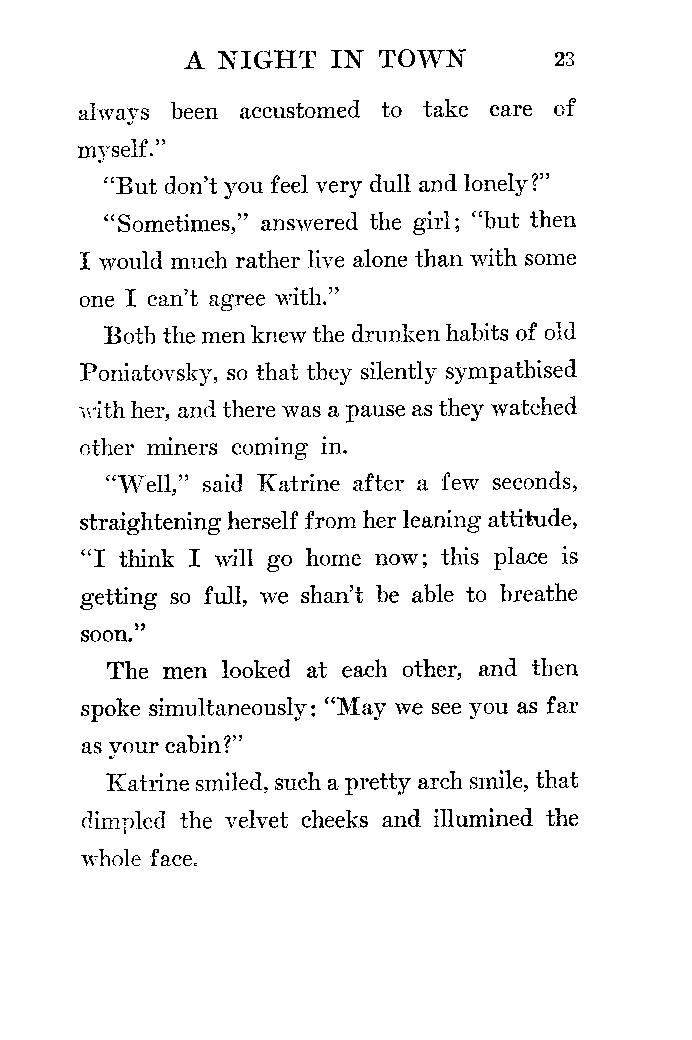 A NIGHT IN TOWN 23
always been accustomed to take care of
myself.”
“But don’t you feel very dull and lonely?”
“Sometimes,” answered the girl; “but then
I would much rather live alone than with some
one I can’t agree with.”
Both the men knew the drunken habits of old
Poniatovsky, so that they silently sympathised
with her, and there was a pause as they watched
other miners coming in.
“Well,” said Katrine after a few seconds,
straightening herself from her leaning attitude,
“I think I will go home now; this place is
getting so full, we shan’t be able to breathe
soon.”
The men looked at each other, and then
spoke simultaneously: “May we see you as far
as your cabin?”
Katrine smiled, such a pretty arch smile, that
dimpled the velvet cheeks and illumined the
whole face.